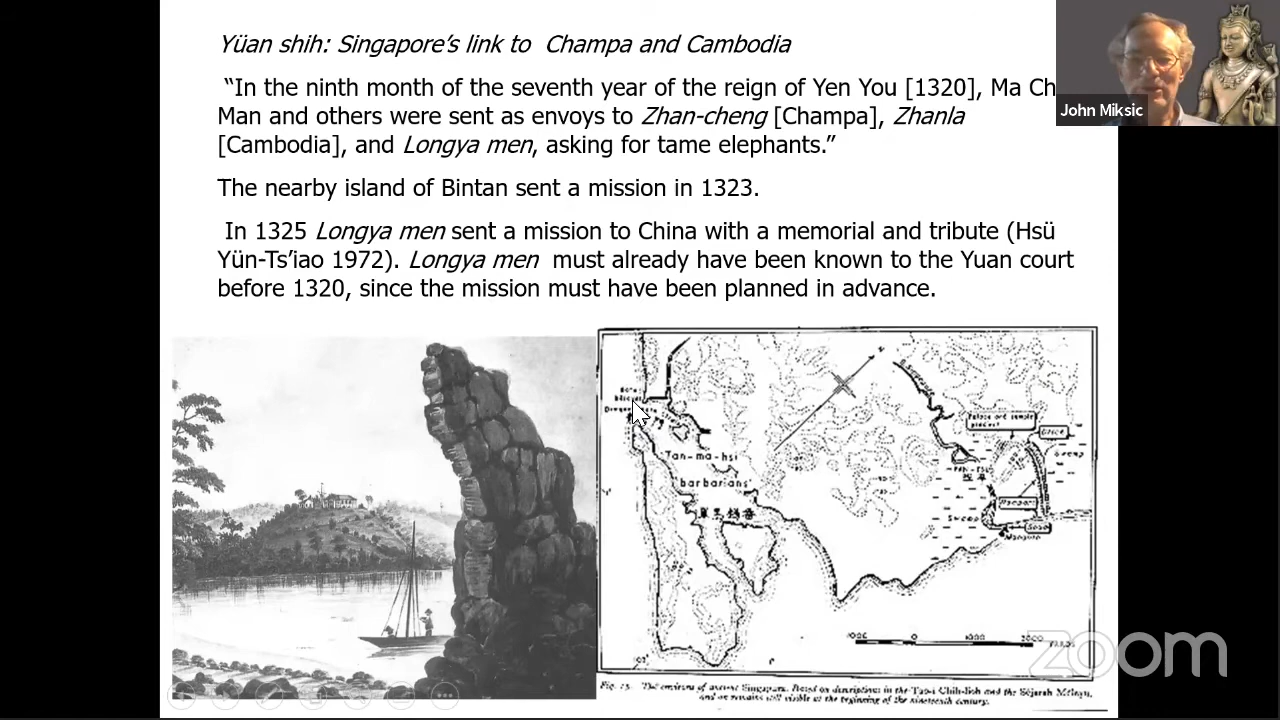 Yüan shih: Singapore's link to Champa and Cambodia
"In the ninth month of the seventh year of the reign of Yen You [1320], Ma Ch
Man and others were sent as envoys to Zhan-cheng [Champa], Zhanla
[Cambodia], and Longya men, asking for tame elephants."
The nearby island of Bintan sent a mission in 1323.
In 1325 Longya men sent a mission to China with a memorial and tribute (Hsü
Yün-Ts'iao 1972). Longya men must already have been known to the Yuan court
before 1320, since the mission must have been planned in advance.
John Miksic
Tan-ma-hsi
barbarians
Palace and temple
precinct
Swamp
Swamp
0
Fig. 15. The environs of ancient Singapura. Based on descriptions in the Tao-i Chih-lioh and the Sejarah Melayu,
and on remains still visible at the beginning of the nineteenth century.
zoom